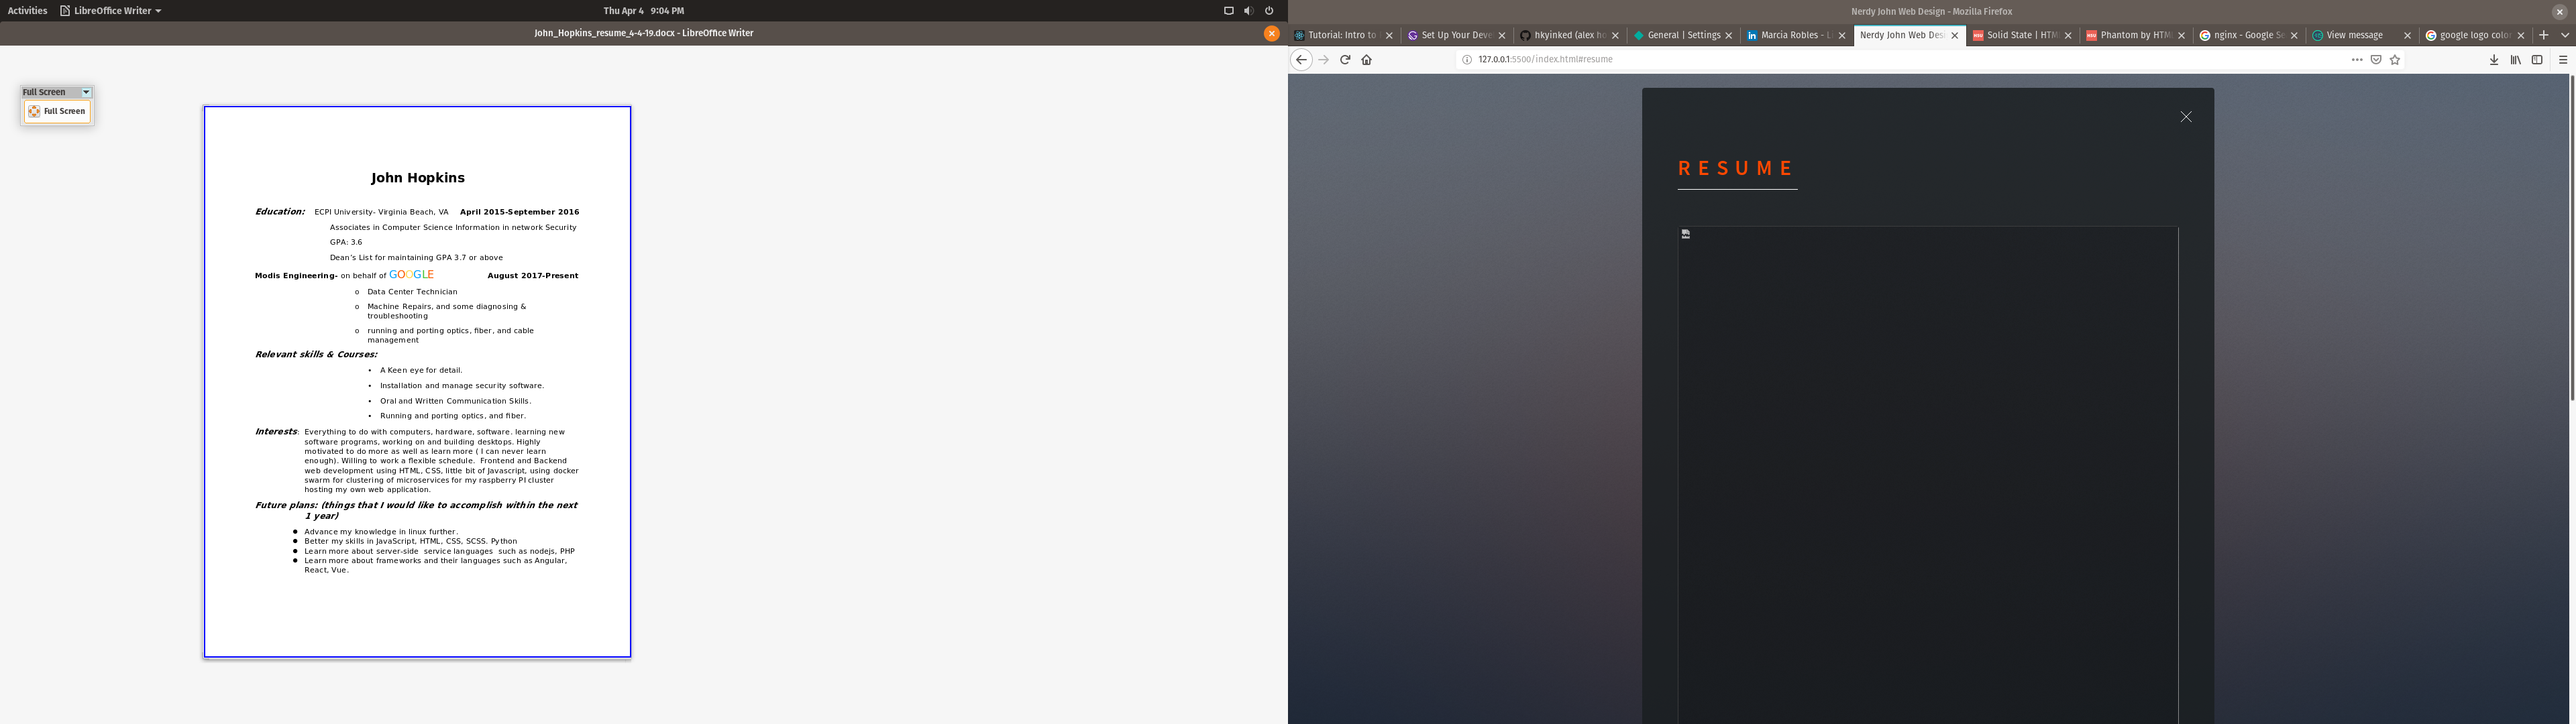 Activities LibreOffice Writer Thu Apr 4 9:04 PM
John_Hopkins_resume_4-4-19.docx - LibreOffice Writer
Full Screen
Full Screen
John Hopkins
Education: ECPI University- Virginia Beach, VA April 2015-September 2016
Associates in Computer Science Information in network Security
GPA: 3.6
Dean's List for maintaining GPA 3.7 or above
Modis Engineering- on behalf of GOOGLE August 2017-Present
o Data Center Technician
o Machine Repairs, and some diagnosing &
troubleshooting
o running and porting optics, fiber, and cable
management
Relevant skills & Courses:
• A Keen eye for detail.
• Installation and manage security software.
• Oral and Written Communication Skills.
• Running and porting optics, and fiber.
Interests: Everything to do with computers, hardware, software. learning new
software programs, working on and building desktops. Highly
motivated to do more as well as learn more ( I can never learn
enough). Willing to work a flexible schedule. Frontend and Backend
web development using HTML, CSS, little bit of Javascript, using docker
swarm for clustering of microservices for my raspberry PI cluster
hosting my own web application.
Future plans: (things that I would like to accomplish within the next
1 year)
● Advance my knowledge in linux further.
● Better my skills in JavaScript, HTML, CSS, SCSS. Python
● Learn more about server-side service languages such as nodejs, PHP
● Learn more about frameworks and their languages such as Angular,
React, Vue.
Nerdy John Web Design - Mozilla Firefox
Tutorial: Intro to Set Up Your Deve hkyinked (alex ho General | Settings Marcia Robles - Li Nerdy John Web Desi Solid State | HTML Phantom by HTML nginx - Google Se View message google logo color
127.0.0.1:5500/index.html#resume
RESUME